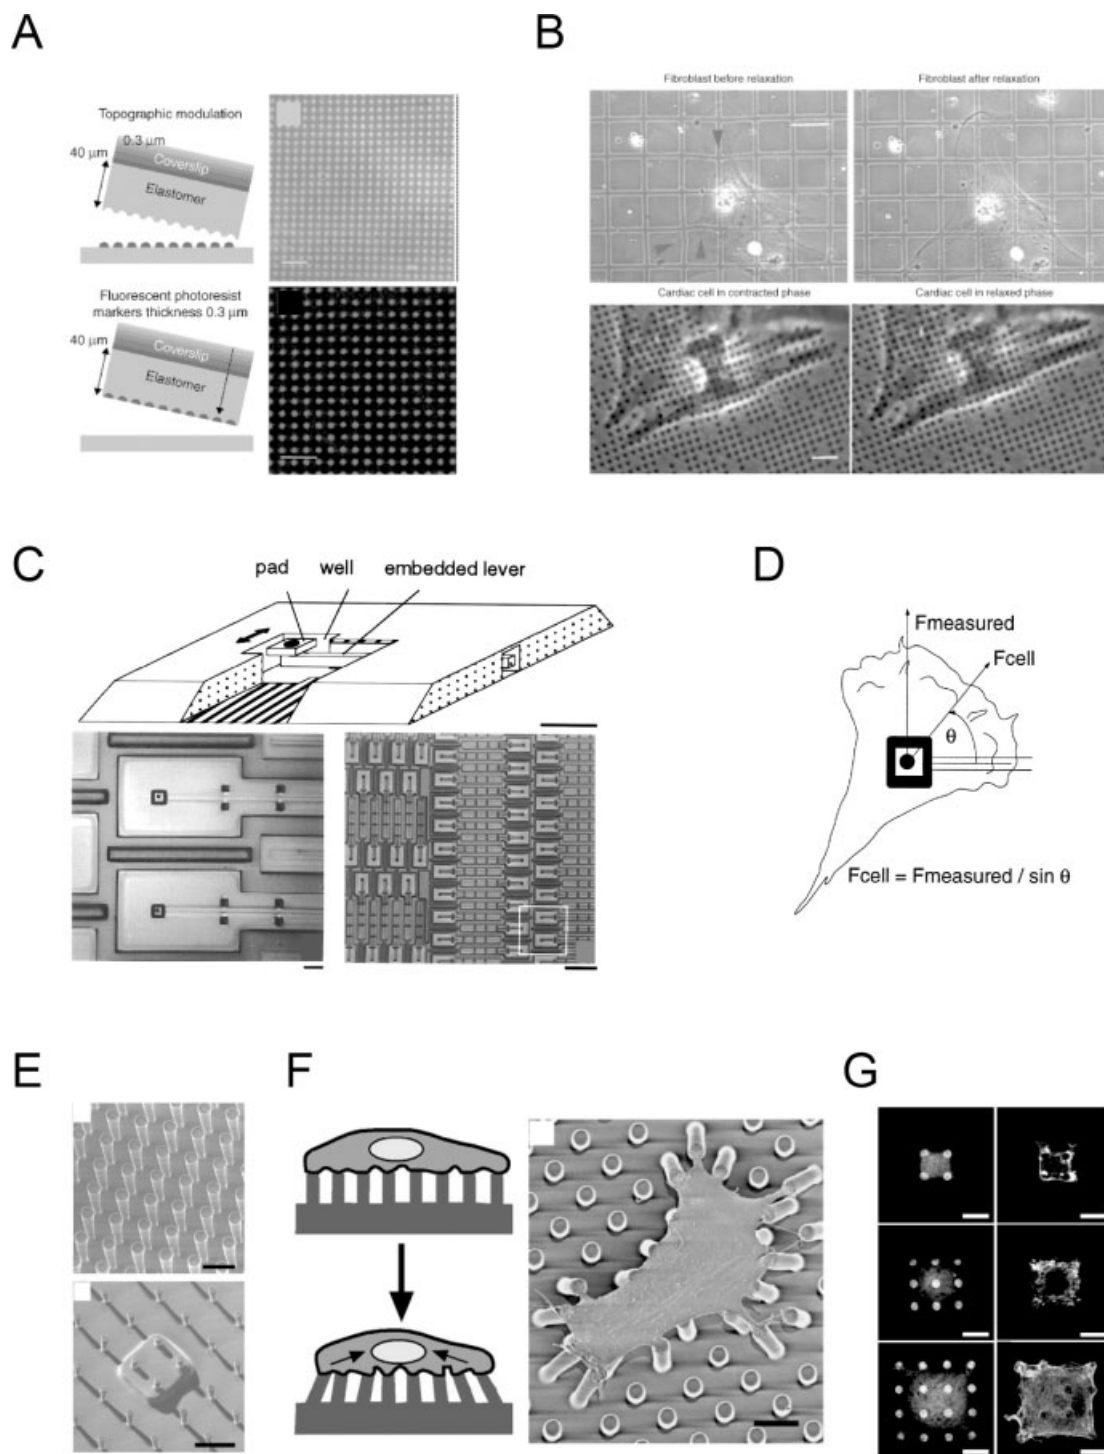 A
Topographic modulation
0.3 μm
40 μm
Coverslip
Elastomer
Fluorescent photoresist
markers thickness 0.3 μm
40 μm
Coverslip
Elastomer
B
Fibroblast before relaxation
Fibroblast after relaxation
Cardiac cell in contracted phase
Cardiac cell in relaxed phase
C
pad well embedded lever
D
Fmeasured
Fcell
θ
Fcell = Fmeasured / sin θ
E
F
G